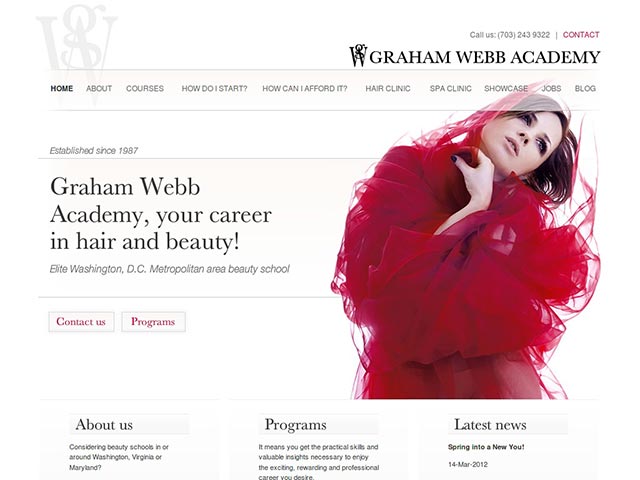 Call us: (703) 243 9322 | CONTACT
GRAHAM WEBB ACADEMY
HOME ABOUT COURSES HOW DO I START? HOW CAN I AFFORD IT? HAIR CLINIC SPA CLINIC SHOWCASE JOBS BLOG
Established since 1987
Graham Webb
Academy, your career
in hair and beauty!
Elite Washington, D.C. Metropolitan area beauty school
Contact us Programs
About us
Considering beauty schools in or
around Washington, Virginia or
Maryland?
Programs
It means you get the practical skills and
valuable insights necessary to enjoy
the exciting, rewarding and professional
career you desire.
Latest news
Spring into a New You!
14-Mar-2012